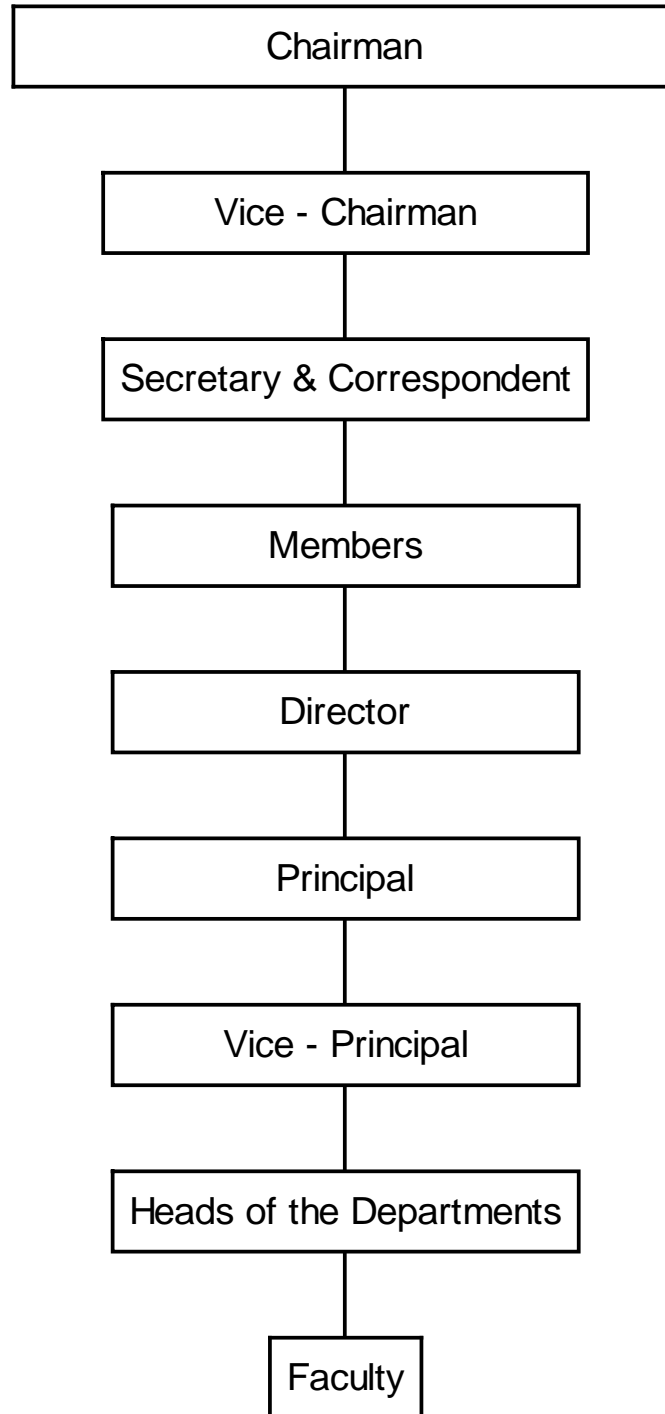 Chairman
Vice - Chairman
Secretary & Correspondent
Members
Director
Principal
Vice - Principal
Heads of the Departments
Faculty